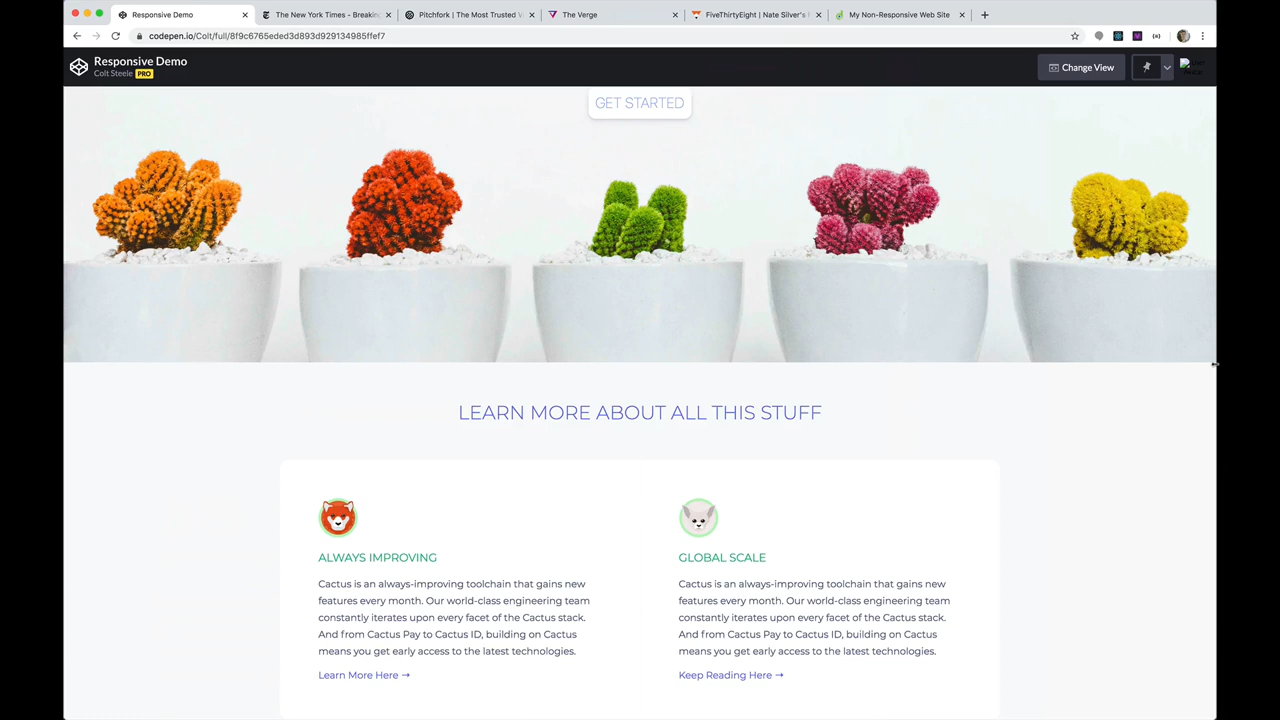 Responsive Demo
The New York Times - Breakin
Pitchfork | The Most Trusted V
The Verge
FiveThirtyEight | Nate Silver's
My Non-Responsive Web Site
codepen.io/Colt/full/8f9c6765eded3d893d929134985ffef7
Responsive Demo
Colt Steele PRO
Change View
GET STARTED
LEARN MORE ABOUT ALL THIS STUFF
ALWAYS IMPROVING
Cactus is an always-improving toolchain that gains new
features every month. Our world-class engineering team
constantly iterates upon every facet of the Cactus stack.
And from Cactus Pay to Cactus ID, building on Cactus
means you get early access to the latest technologies.
Learn More Here →
GLOBAL SCALE
Cactus is an always-improving toolchain that gains new
features every month. Our world-class engineering team
constantly iterates upon every facet of the Cactus stack.
And from Cactus Pay to Cactus ID, building on Cactus
means you get early access to the latest technologies.
Keep Reading Here →